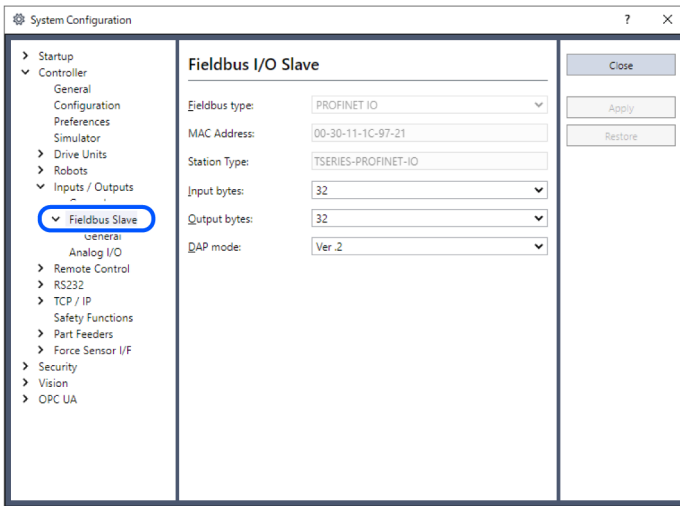 System Configuration
?
Startup
Controller
General
Configuration
Preferences
Simulator
Drive Units
Robots
Inputs / Outputs
Fieldbus Slave
General
Analog I/O
Remote Control
RS232
TCP / IP
Safety Functions
Part Feeders
Force Sensor I/F
Security
Vision
OPC UA
Fieldbus I/O Slave
Fieldbus type: PROFINET IO
MAC Address: 00-30-11-1C-97-21
Station Type: TSERIES-PROFINET-IO
Input bytes: 32
Output bytes: 32
DAP mode: Ver .2
Close
Apply
Restore